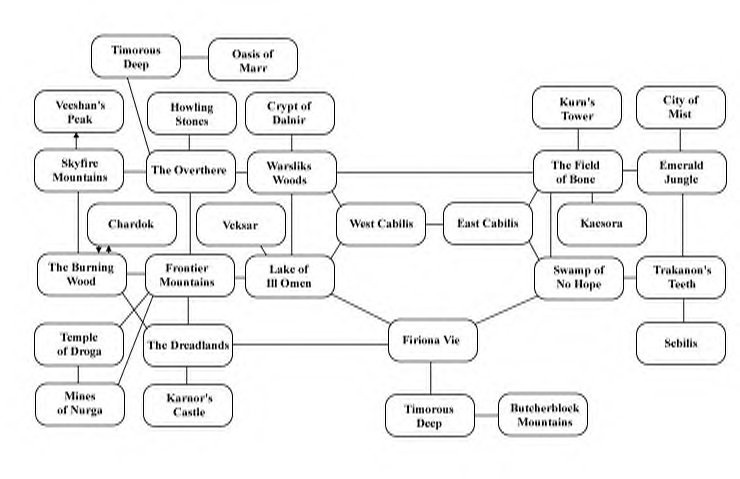 Timorous
Deep
Oasis of
Marr
Veeshan's
Peak
Howling
Stones
Crypt of
Dalnir
Kurn's
Tower
City of
Mist
Skyfire
Mountains
The Overthere
Warsliks
Woods
The Field
of Bone
Emerald
Jungle
Chardok
Veksar
West Cabilis
East Cabilis
Kaesora
The Burning
Wood
Frontier
Mountains
Lake of
Ill Omen
Swamp of
No Hope
Trakanon's
Teeth
Temple
of Droga
The Dreadlands
Firiona Vie
Sebilis
Mines
of Nurga
Karnor's
Castle
Timorous
Deep
Butcherblock
Mountains